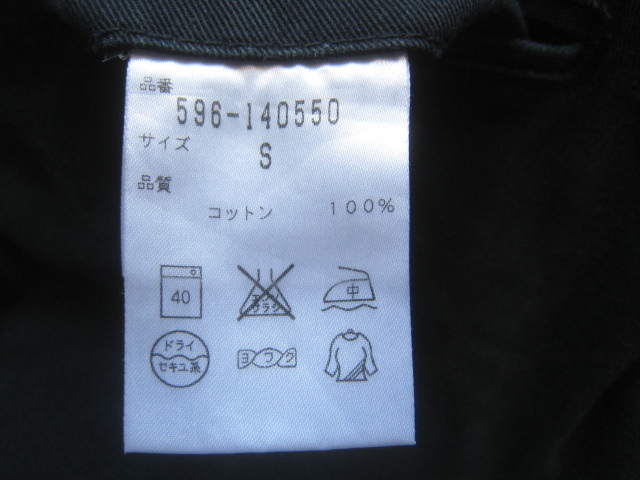 品番
596-140550
サイズ
S
品質
コットン 100%
40
エンソ
サラシ
中
ドライ
セキユ系
ヨワク